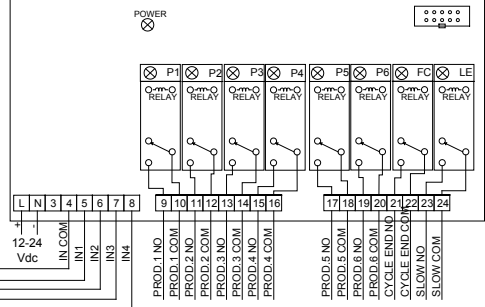 POWER
P1 P2 P3 P4 P5 P6 FC LE
RELAY RELAY RELAY RELAY RELAY RELAY RELAY RELAY
L N 3 4 5 6 7 8
9 10 11 12 13 14 15 16
17 18 19 20 21 22 23 24
+ -
12-24
Vdc
IN COM
IN1
IN2
IN3
IN4
PROD.1 NO
PROD.1 COM
PROD.2 NO
PROD.2 COM
PROD.3 NO
PROD.3 COM
PROD.4 NO
PROD.4 COM
PROD.5 NO
PROD.5 COM
PROD.6 NO
PROD.6 COM
CYCLE END NO
CYCLE END COM
SLOW NO
SLOW COM